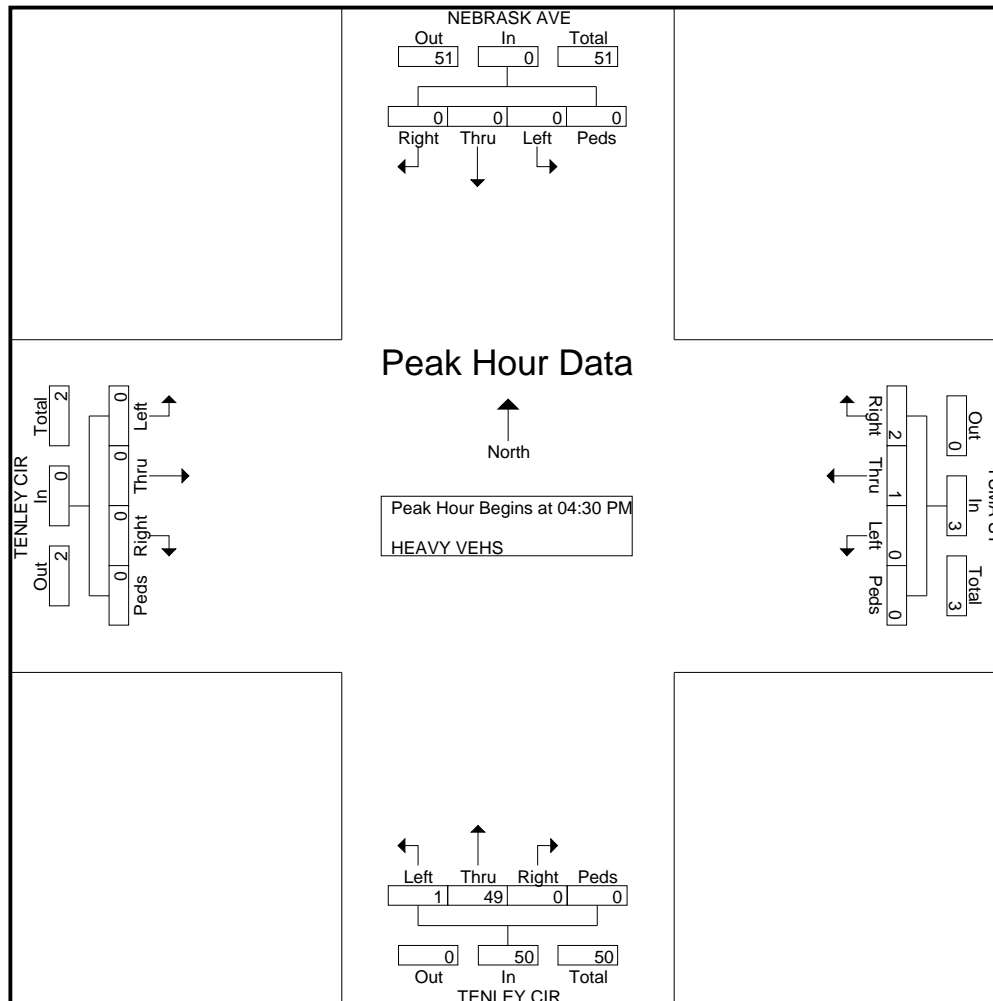 NEBRASK AVE
Out In Total
51 0 51
0 0 0 0
Right Thru Left Peds
Peak Hour Data
North
Peak Hour Begins at 04:30 PM
HEAVY VEHS
TENLEY CIR
Out In Total
2 0 2
0 0 0 0
Left Thru Right Peds
Right Thru Left Peds
2 1 0 0
0 3 3
Out In Total
Left Thru Right Peds
1 49 0 0
0 50 50
Out In Total
TENLEY CIR